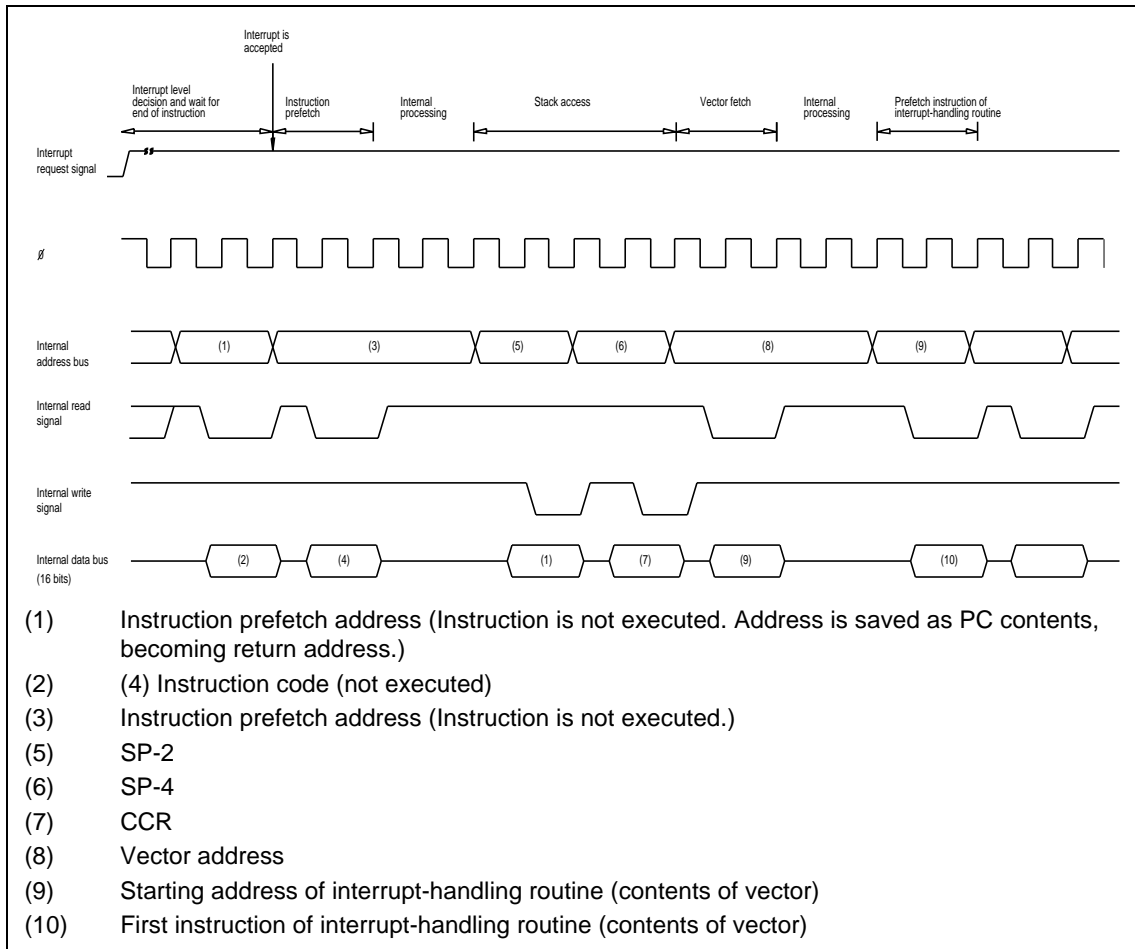 Interrupt is
accepted
Interrupt level
decision and wait for
end of instruction
Instruction
prefetch
Internal
processing
Stack access
Vector fetch
Internal
processing
Prefetch instruction of
interrupt-handling routine
Interrupt
request signal
ø
Internal
address bus
(1) (3) (5) (6) (8) (9)
Internal read
signal
Internal write
signal
Internal data bus
(16 bits)
(2) (4) (1) (7) (9) (10)
(1) Instruction prefetch address (Instruction is not executed. Address is saved as PC contents,
becoming return address.)
(2) (4) Instruction code (not executed)
(3) Instruction prefetch address (Instruction is not executed.)
(5) SP-2
(6) SP-4
(7) CCR
(8) Vector address
(9) Starting address of interrupt-handling routine (contents of vector)
(10) First instruction of interrupt-handling routine (contents of vector)